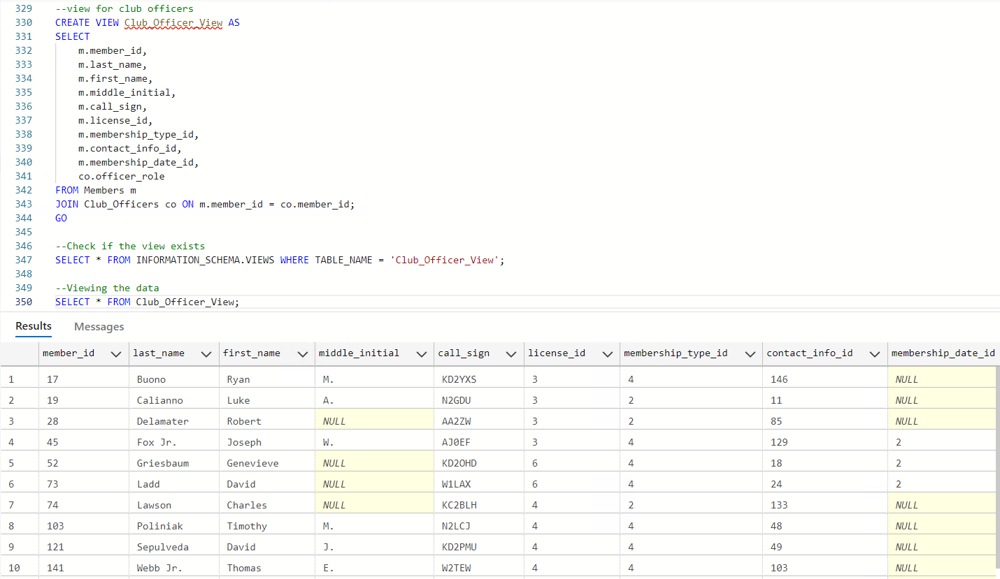 329 --view for club officers
330 CREATE VIEW Club_Officer_View AS
331 SELECT
332 m.member_id,
333 m.last_name,
334 m.first_name,
335 m.middle_initial,
336 m.call_sign,
337 m.license_id,
338 m.membership_type_id,
339 m.contact_info_id,
340 m.membership_date_id,
341 co.officer_role
342 FROM Members m
343 JOIN Club_Officers co ON m.member_id = co.member_id;
344 GO
345
346 --Check if the view exists
347 SELECT * FROM INFORMATION_SCHEMA.VIEWS WHERE TABLE_NAME = 'Club_Officer_View';
348
349 --Viewing the data
350 SELECT * FROM Club_Officer_View;
Results Messages
member_id last_name first_name middle_initial call_sign license_id membership_type_id contact_info_id membership_date_id
1 17 Buono Ryan M. KD2YXS 3 4 146 NULL
2 19 Calianno Luke A. N2GDU 3 2 11 NULL
3 28 Delamater Robert NULL AA2ZW 3 2 85 NULL
4 45 Fox Jr. Joseph W. AJ0EF 3 4 129 2
5 52 Griesbaum Genevieve NULL KD2OHD 6 4 18 2
6 73 Ladd David NULL W1LAX 6 4 24 2
7 74 Lawson Charles NULL KC2BLH 4 2 133 NULL
8 103 Poliniak Timothy M. N2LCJ 4 4 48 NULL
9 121 Sepulveda David J. KD2PMU 4 4 49 NULL
10 141 Webb Jr. Thomas E. W2TEW 4 4 103 NULL